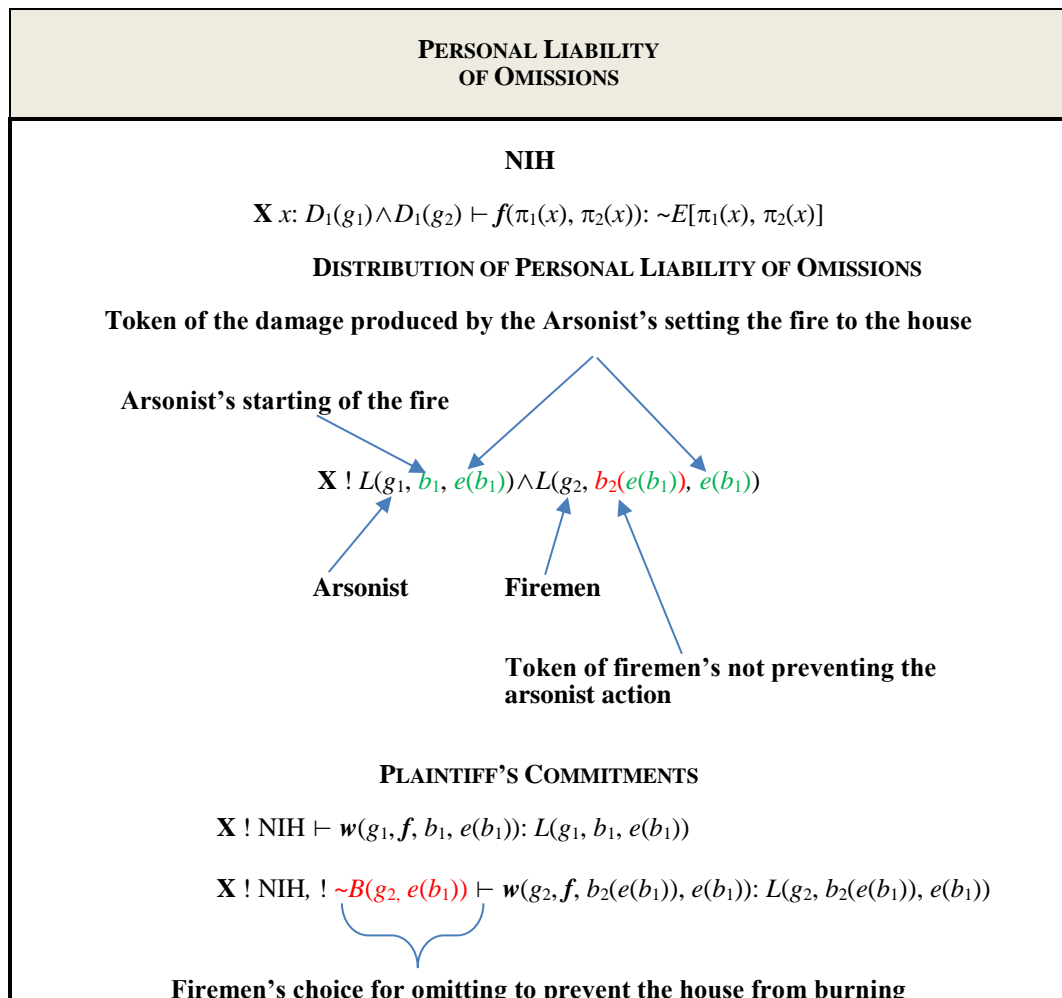 PERSONAL LIABILITY
OF OMISSIONS
NIH
X x: D₁(g₁)∧D₁(g₂) ⊢ f(π₁(x), π₂(x)): ~E[π₁(x), π₂(x)]
DISTRIBUTION OF PERSONAL LIABILITY OF OMISSIONS
Token of the damage produced by the Arsonist’s setting the fire to the house
Arsonist’s starting of the fire
X ! L(g₁, b₁, e(b₁))∧L(g₂, b₂(e(b₁)), e(b₁))
Arsonist Firemen
Token of firemen’s not preventing the
arsonist action
PLAINTIFF’S COMMITMENTS
X ! NIH ⊢ w(g₁, f, b₁, e(b₁)): L(g₁, b₁, e(b₁))
X ! NIH, ! ~B(g₂, e(b₁)) ⊢ w(g₂, f, b₂(e(b₁)), e(b₁)): L(g₂, b₂(e(b₁)), e(b₁))
Firemen’s choice for omitting to prevent the house from burning